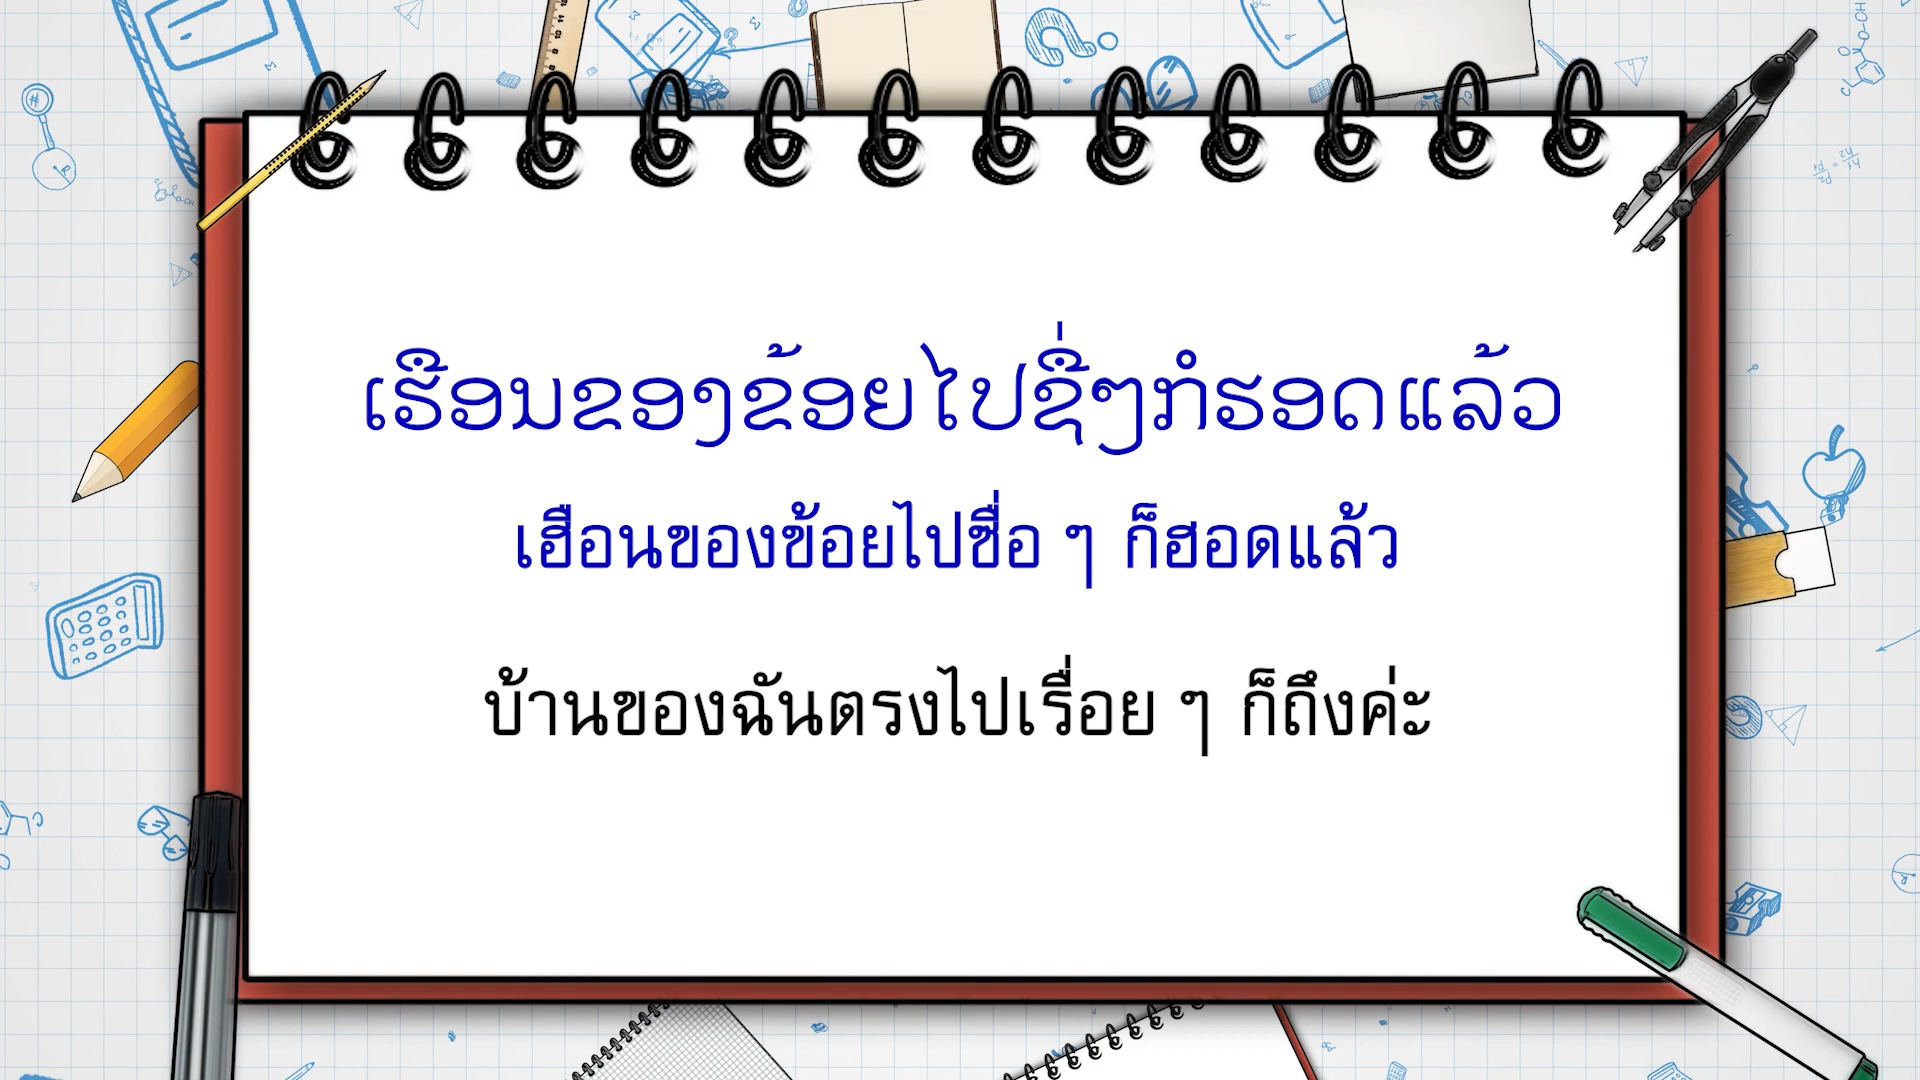 ເຮືອນຂອງຂ້ອຍໄປຊື່ໆກໍຮອດແລ້ວ
เฮือนของข้อยไปซื่อ ๆ ก็ฮอดแล้ว
บ้านของฉันตรงไปเรื่อย ๆ ก็ถึงค่ะ